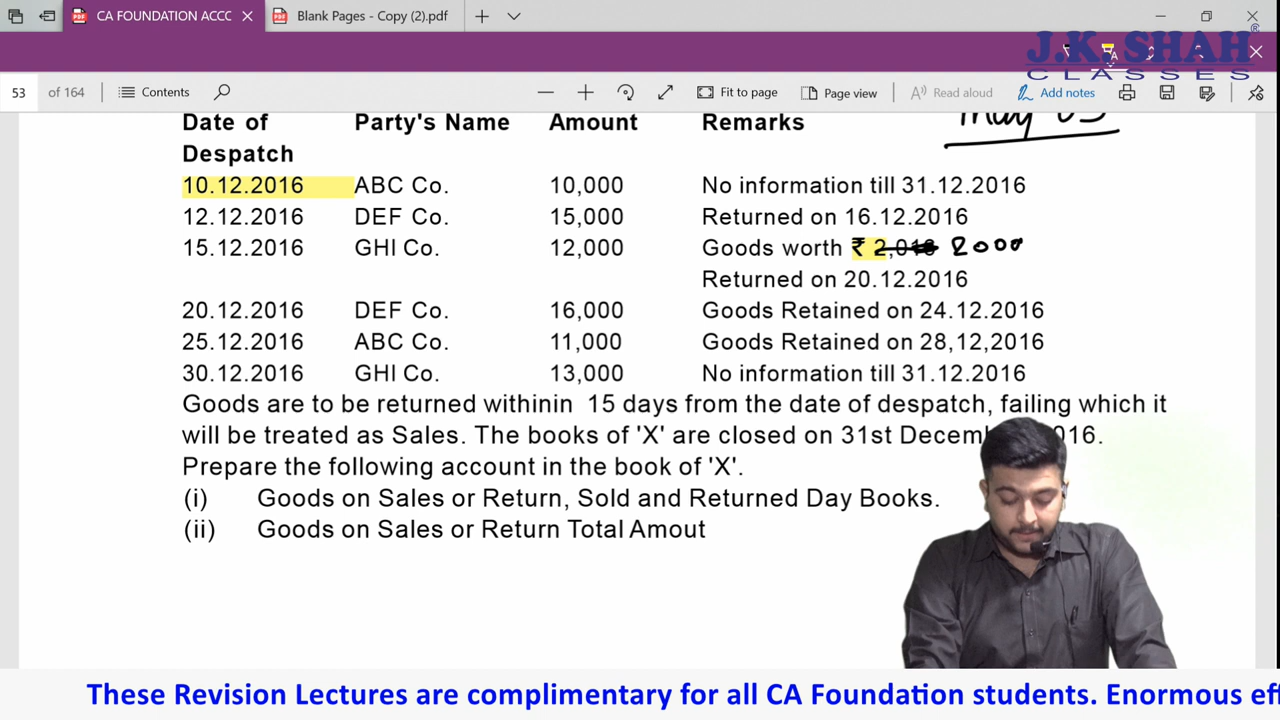 CA FOUNDATION ACCC
Blank Pages - Copy (2).pdf
J.K. SHAH®
CLASSES
53 of 164 Contents Fit to page Page view Read aloud Add notes
May 05
Date of Party's Name Amount Remarks
Despatch
10.12.2016 ABC Co. 10,000 No information till 31.12.2016
12.12.2016 DEF Co. 15,000 Returned on 16.12.2016
15.12.2016 GHI Co. 12,000 Goods worth ₹ 2,016 2000
Returned on 20.12.2016
20.12.2016 DEF Co. 16,000 Goods Retained on 24.12.2016
25.12.2016 ABC Co. 11,000 Goods Retained on 28,12,2016
30.12.2016 GHI Co. 13,000 No information till 31.12.2016
Goods are to be returned withinin 15 days from the date of despatch, failing which it
will be treated as Sales. The books of 'X' are closed on 31st Decem 016.
Prepare the following account in the book of 'X'.
(i) Goods on Sales or Return, Sold and Returned Day Books.
(ii) Goods on Sales or Return Total Amout
These Revision Lectures are complimentary for all CA Foundation students. Enormous eff